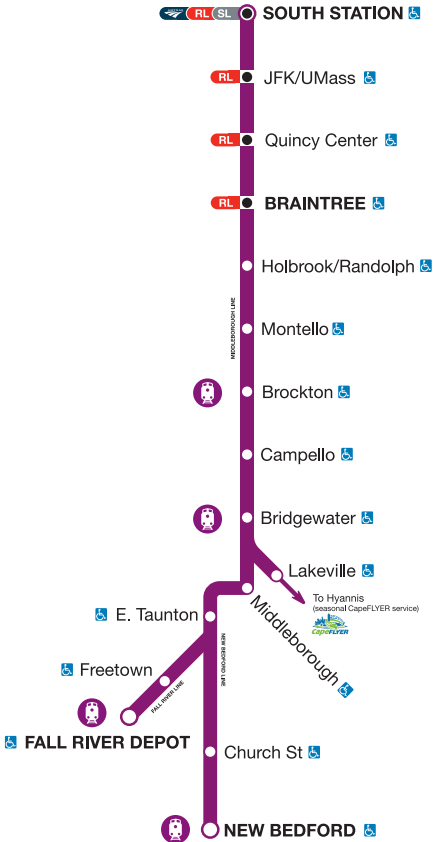 RL SL SOUTH STATION
RL JFK/UMass
RL Quincy Center
RL BRAINTREE
Holbrook/Randolph
MIDDLEBOROUGH LINE
Montello
Brockton
Campello
Bridgewater
Lakeville
To Hyannis
(seasonal CapeFLYER service)
CapeFLYER
Middleborough
E. Taunton
NEW BEDFORD LINE
Freetown
FALL RIVER LINE
FALL RIVER DEPOT
Church St
NEW BEDFORD